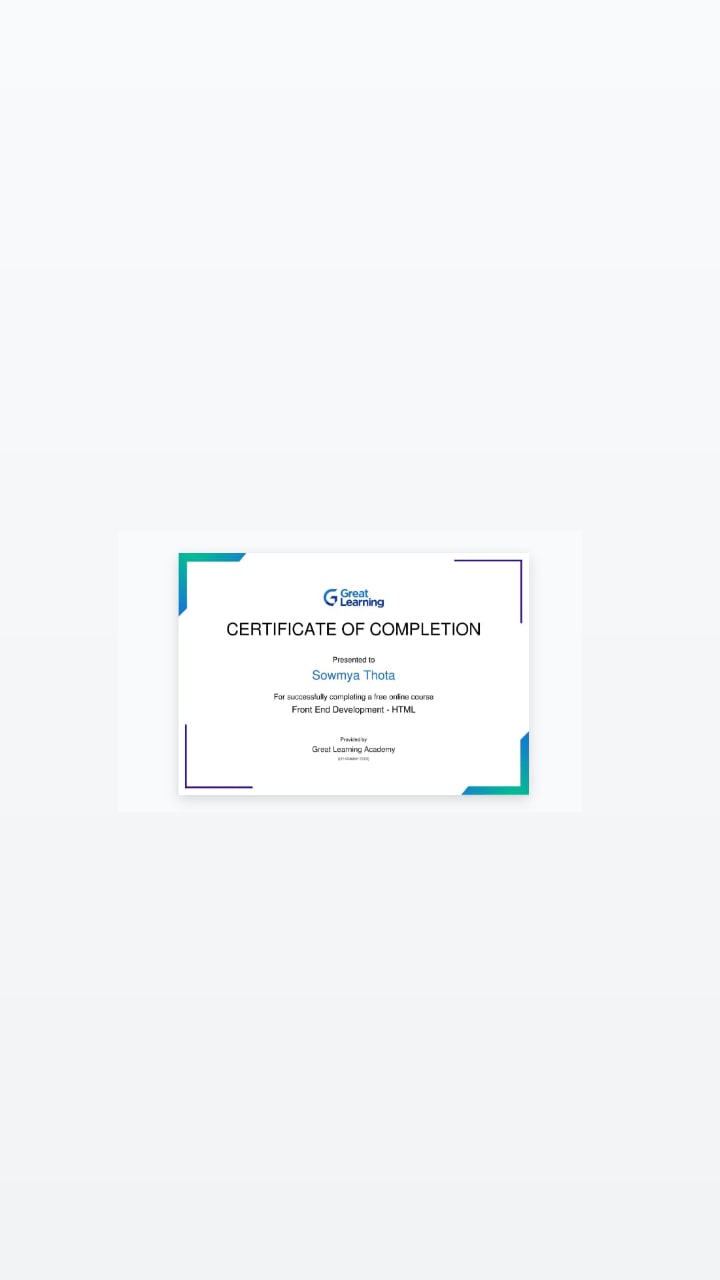 Great
Learning
CERTIFICATE OF COMPLETION
Presented to
Sowmya Thota
For successfully completing a free online course
Front End Development - HTML
Provided by
Great Learning Academy